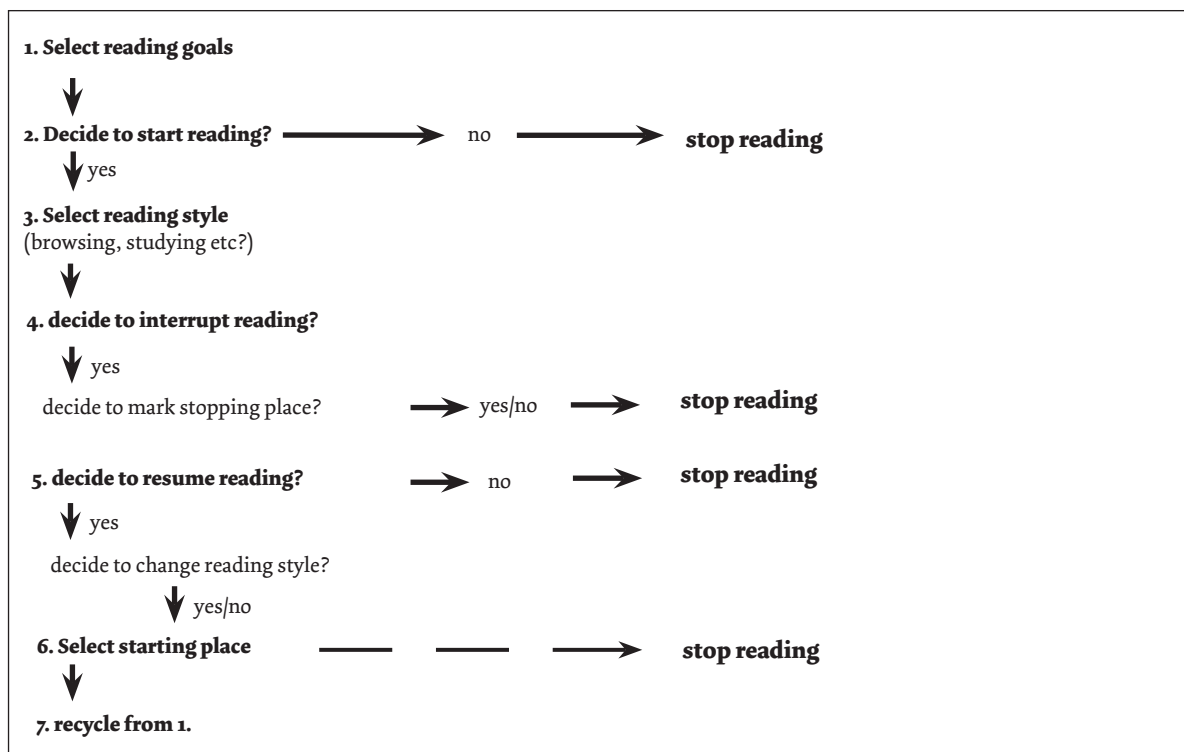 1. Select reading goals
2. Decide to start reading? no stop reading
yes
3. Select reading style
(browsing, studying etc?)
4. decide to interrupt reading?
yes
decide to mark stopping place? yes/no stop reading
5. decide to resume reading? no stop reading
yes
decide to change reading style?
yes/no
6. Select starting place stop reading
7. recycle from 1.